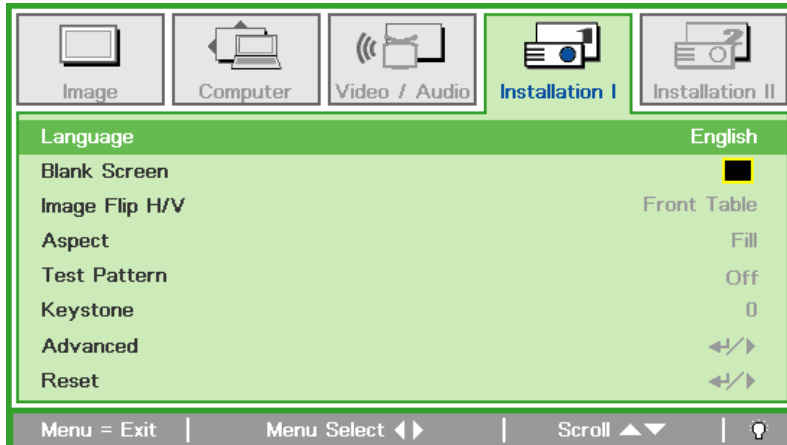 Image Computer Video / Audio Installation I Installation II
Language English
Blank Screen
Image Flip H/V Front Table
Aspect Fill
Test Pattern Off
Keystone 0
Advanced
Reset
Menu = Exit Menu Select Scroll